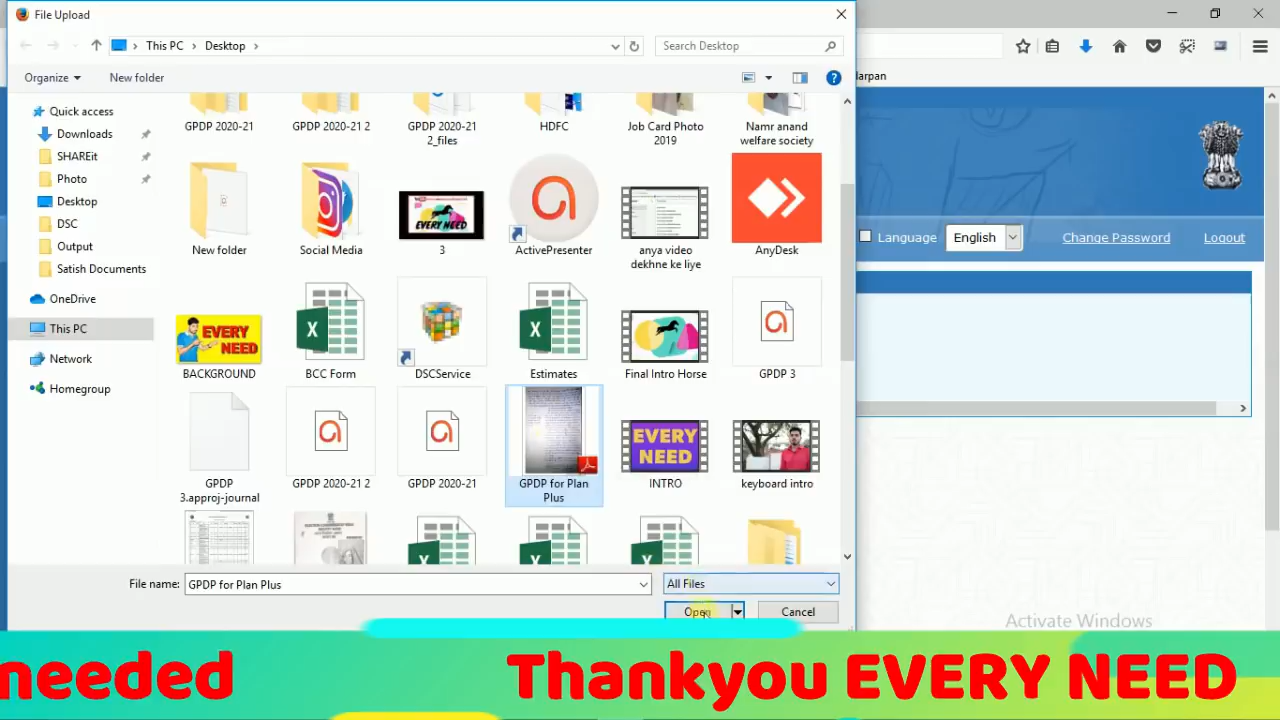 File Upload
This PC
Desktop
Search Desktop
Organize
New folder
arpan
Quick access
Downloads
SHAREit
Photo
Desktop
DSC
Output
Satish Documents
OneDrive
This PC
Network
Homegroup
GPDP 2020-21
GPDP 2020-21 2
GPDP 2020-21
2_files
HDFC
Job Card Photo
2019
Namr anand
welfare society
New folder
Social Media
EVERY NEED
3
ActivePresenter
anya video
dekhne ke liye
AnyDesk
EVERY
NEED
BACKGROUND
X
BCC Form
DSCService
X
Estimates
Final Intro Horse
GPDP 3
GPDP
3.approj-journal
GPDP 2020-21 2
GPDP 2020-21
GPDP for Plan
Plus
EVERY
NEED
INTRO
keyboard intro
File name:
GPDP for Plan Plus
All Files
Open
Cancel
Language
English
Change Password
Logout
Activate Windows
needed
Thankyou EVERY NEED